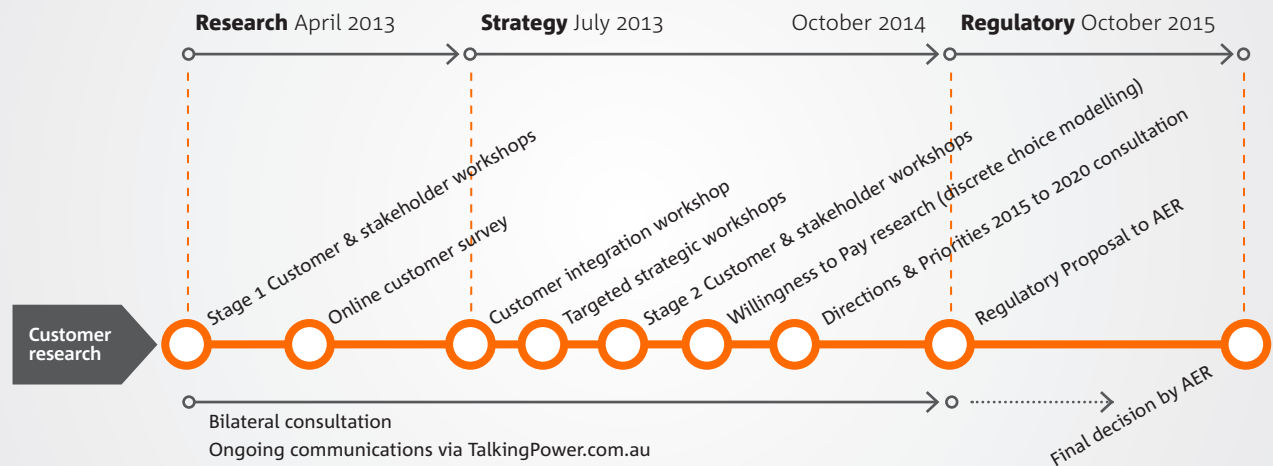 Research April 2013
Strategy July 2013
October 2014
Regulatory October 2015
Stage 1 Customer & stakeholder workshops
Online customer survey
Customer integration workshop
Targeted strategic workshops
Stage 2 Customer & stakeholder workshops
Willingness to Pay research (discrete choice modelling)
Directions & Priorities 2015 to 2020 consultation
Regulatory Proposal to AER
Final decision by AER
Customer
research
Bilateral consultation
Ongoing communications via TalkingPower.com.au